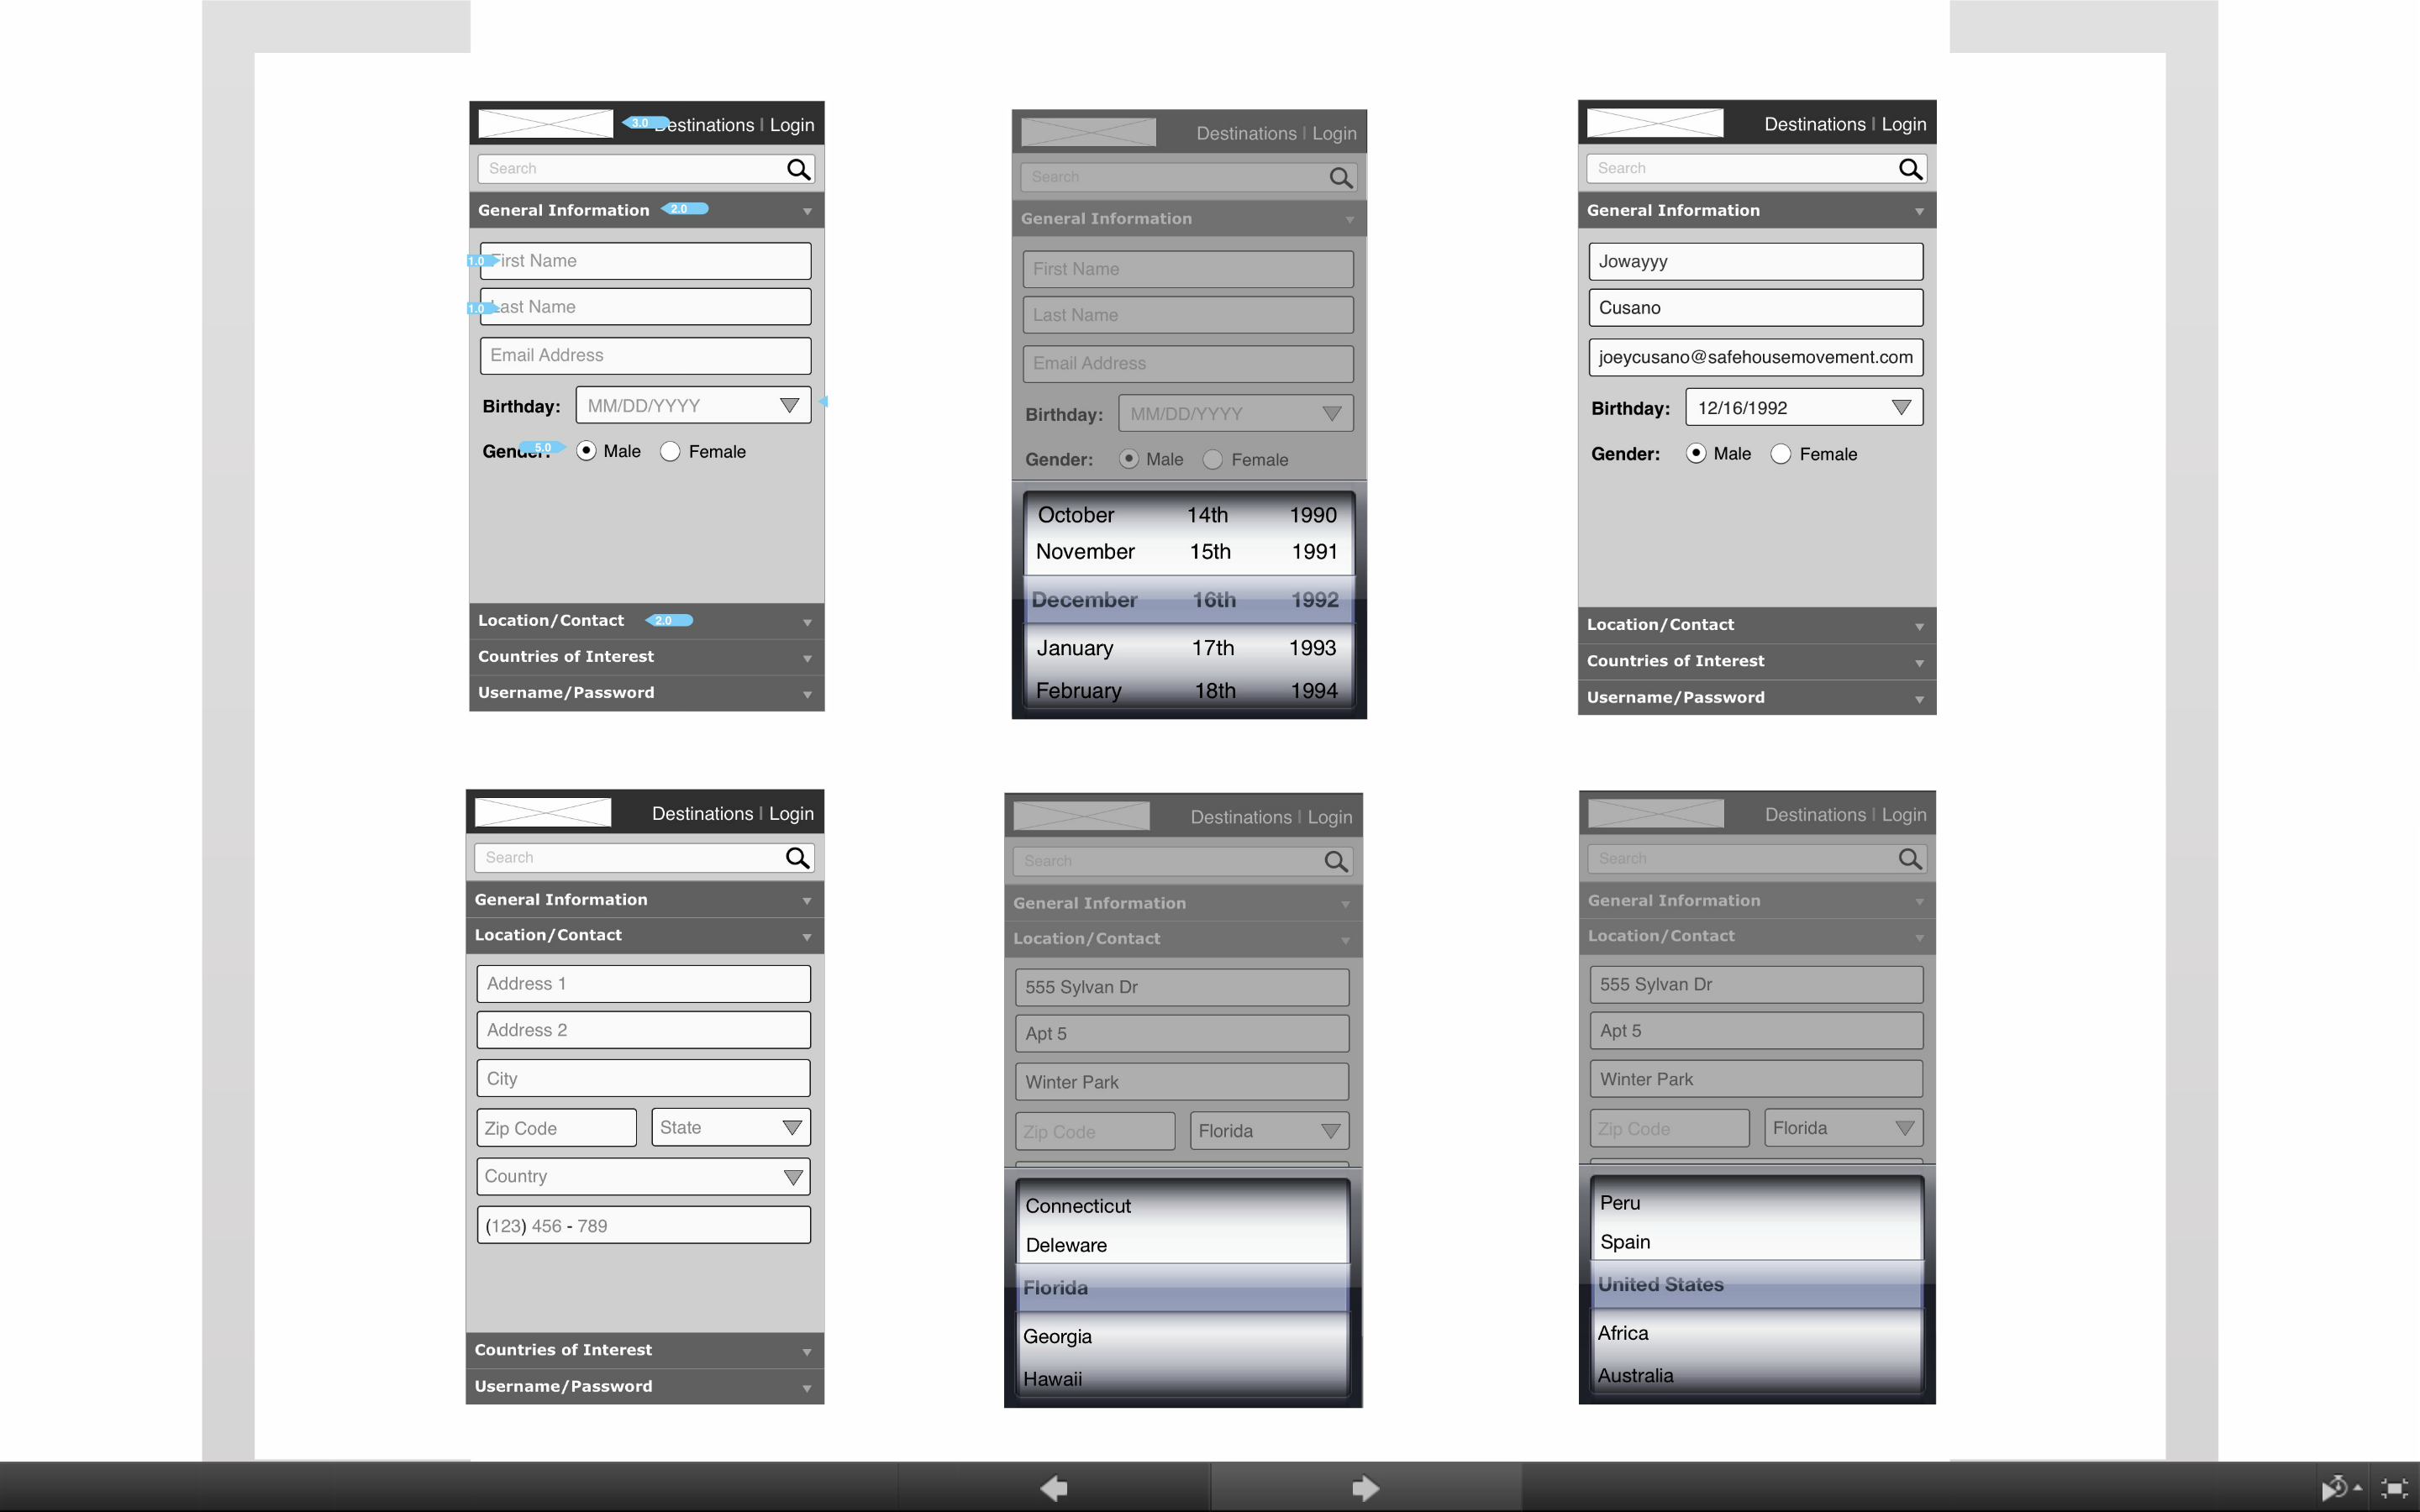 3.0 Destinations | Login
Search
General Information 2.0
1.0 First Name
1.0 Last Name
Email Address
Birthday: MM/DD/YYYY
Gender: 5.0 Male Female
Location/Contact 2.0
Countries of Interest
Username/Password
Destinations | Login
Search
General Information
First Name
Last Name
Email Address
Birthday: MM/DD/YYYY
Gender: Male Female
October 14th 1990
November 15th 1991
December 16th 1992
January 17th 1993
February 18th 1994
Destinations | Login
Search
General Information
Jowayyy
Cusano
joeycusano@safehousemovement.com
Birthday: 12/16/1992
Gender: Male Female
Location/Contact
Countries of Interest
Username/Password
Destinations | Login
Search
General Information
Location/Contact
Address 1
Address 2
City
Zip Code State
Country
(123) 456 - 789
Countries of Interest
Username/Password
Destinations | Login
Search
General Information
Location/Contact
555 Sylvan Dr
Apt 5
Winter Park
Zip Code Florida
Connecticut
Deleware
Florida
Georgia
Hawaii
Destinations | Login
Search
General Information
Location/Contact
555 Sylvan Dr
Apt 5
Winter Park
Zip Code Florida
Peru
Spain
United States
Africa
Australia